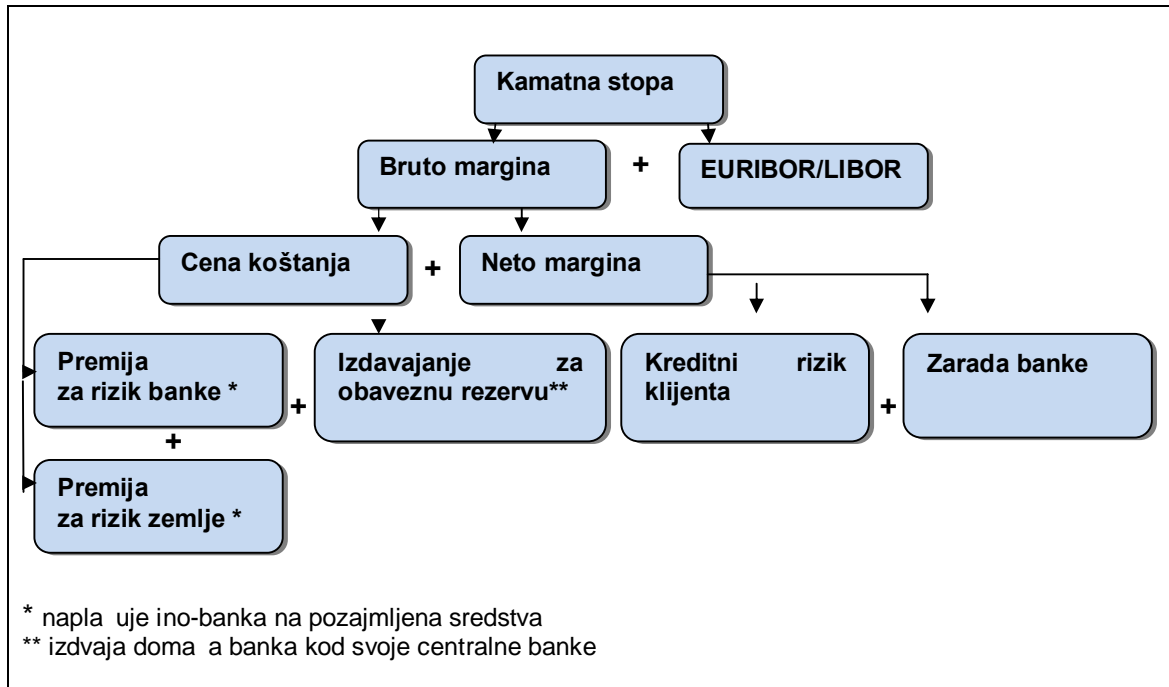 Kamatna stopa
Bruto margina
+
EURIBOR/LIBOR
Cena koštanja
+
Neto margina
Premija
za rizik banke *
+
Izdavajanje za
obaveznu rezervu**
Kreditni rizik
klijenta
+
Zarada banke
+
Premija
za rizik zemlje *
* napla uje ino-banka na pozajmljena sredstva
** izdvaja doma a banka kod svoje centralne banke